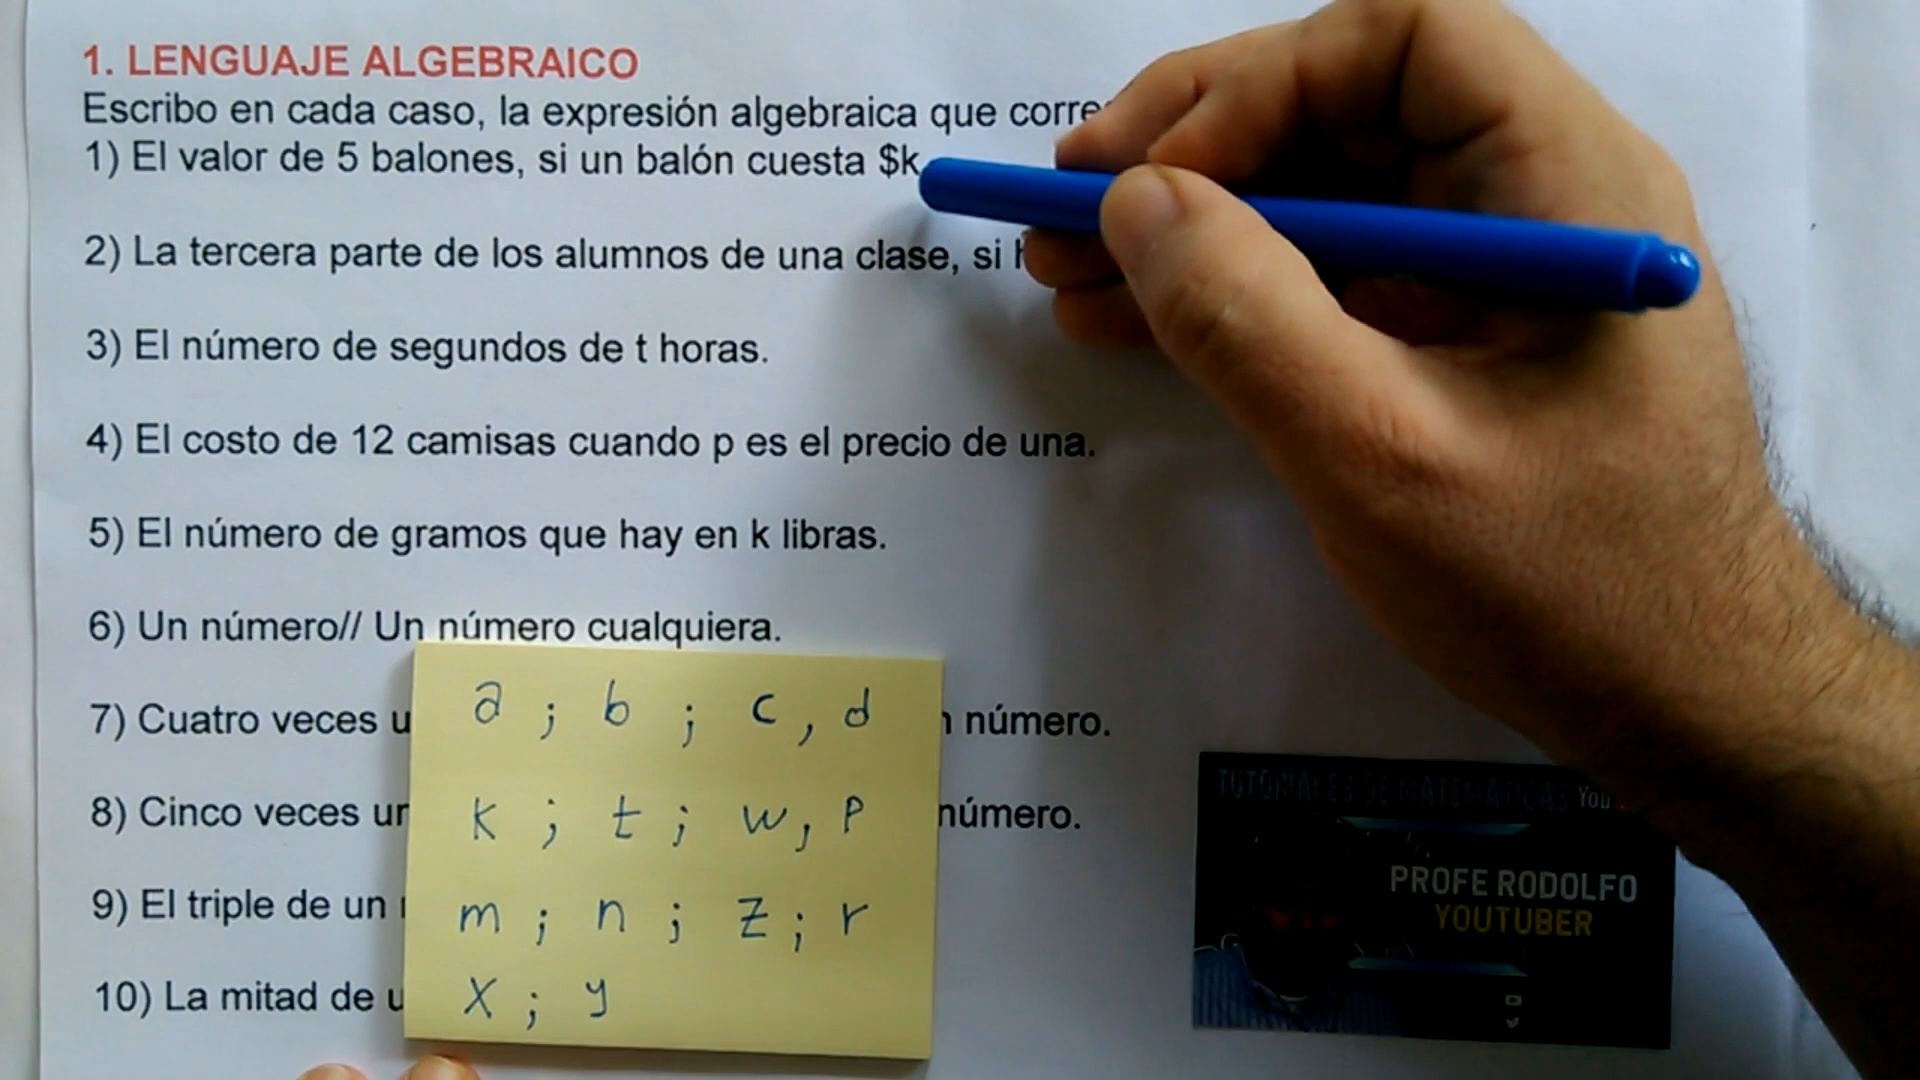 1. LENGUAJE ALGEBRAICO
Escribo en cada caso, la expresión algebraica que
1) El valor de 5 balones, si un balón cuesta $k
2) La tercera parte de los alumnos de una clase, si
3) El número de segundos de t horas.
4) El costo de 12 camisas cuando p es el precio de una.
5) El número de gramos que hay en k libras.
6) Un número// Un número cualquiera.
7) Cuatro veces número.
8) Cinco veces número.
9) El triple de un
10) La mitad de
a ; b ; c , d
k ; t ; w , p
m ; n ; z ; r
x ; y
TUTORIALES DE MATEMATICAS You
PROFE RODOLFO
YOUTUBER